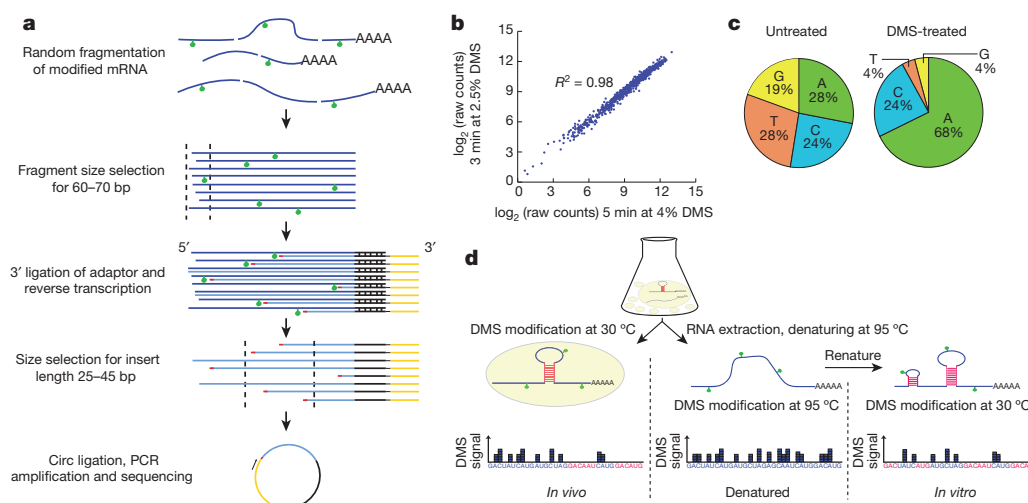 a
Random fragmentation
of modified mRNA
AAAA
AAAA
AAAA
Fragment size selection
for 60–70 bp
5′
3′
3′ ligation of adaptor and
reverse transcription
Size selection for insert
length 25–45 bp
Circ ligation, PCR
amplification and sequencing
b
log2 (raw counts)
3 min at 2.5% DMS
15
12
9
6
3
0
R² = 0.98
0
3
6
9
12
15
log2 (raw counts) 5 min at 4% DMS
c
Untreated
G
19%
A
28%
T
28%
C
24%
DMS-treated
T
4%
G
4%
C
24%
A
68%
d
DMS modification at 30 ºC
RNA extraction, denaturing at 95 ºC
AAAAA
AAAAA
Renature
AAAAA
DMS modification at 95 ºC
DMS modification at 30 ºC
DMS
signal
GACUAUCAUGAUGCUAGGACAAUCAUGGACAUG
In vivo
DMS
signal
GACUAUCAUGAUGCUAGAGCAAUCAUGGACAUG
Denatured
DMS
signal
In vitro